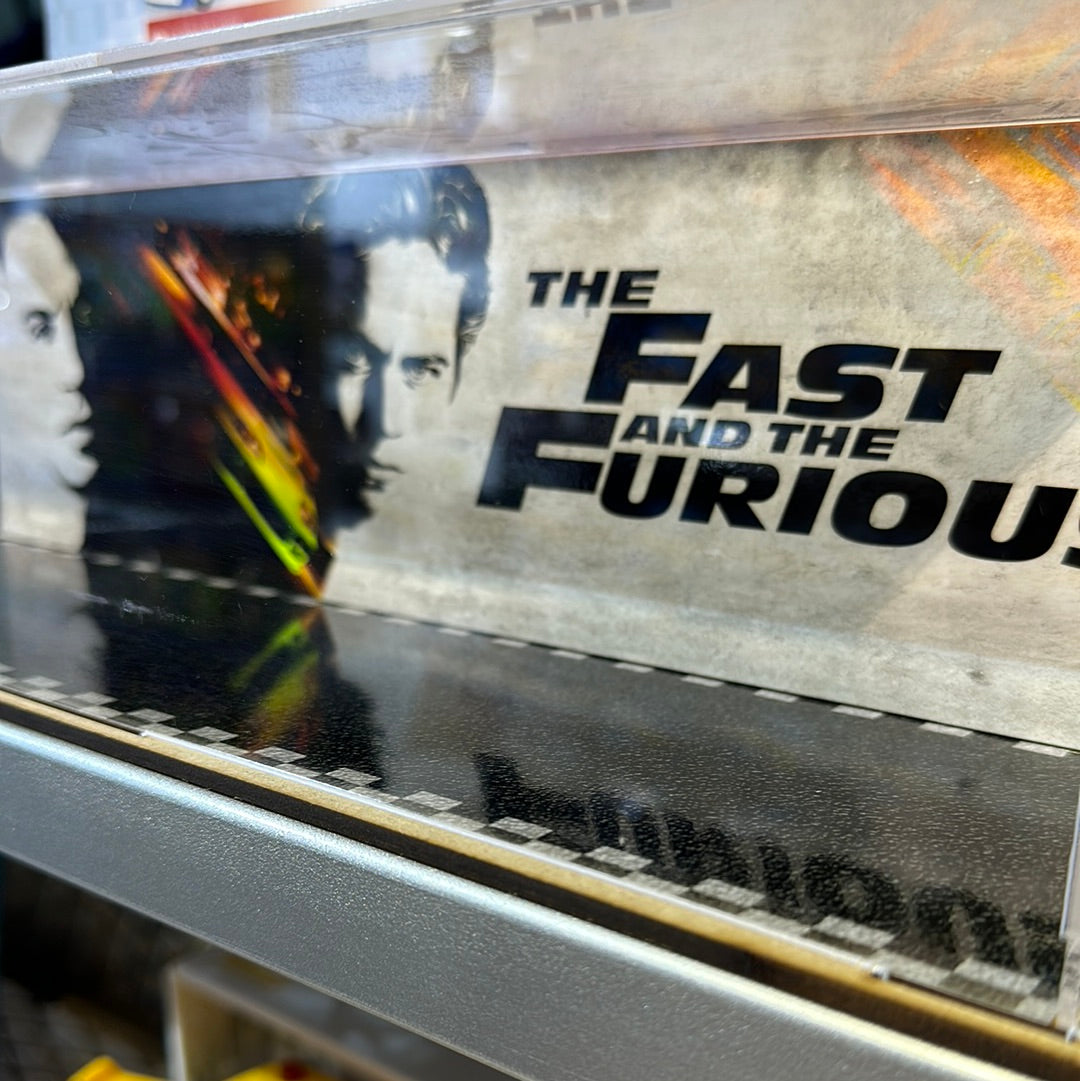 THE
FAST
AND THE
FURIOUS